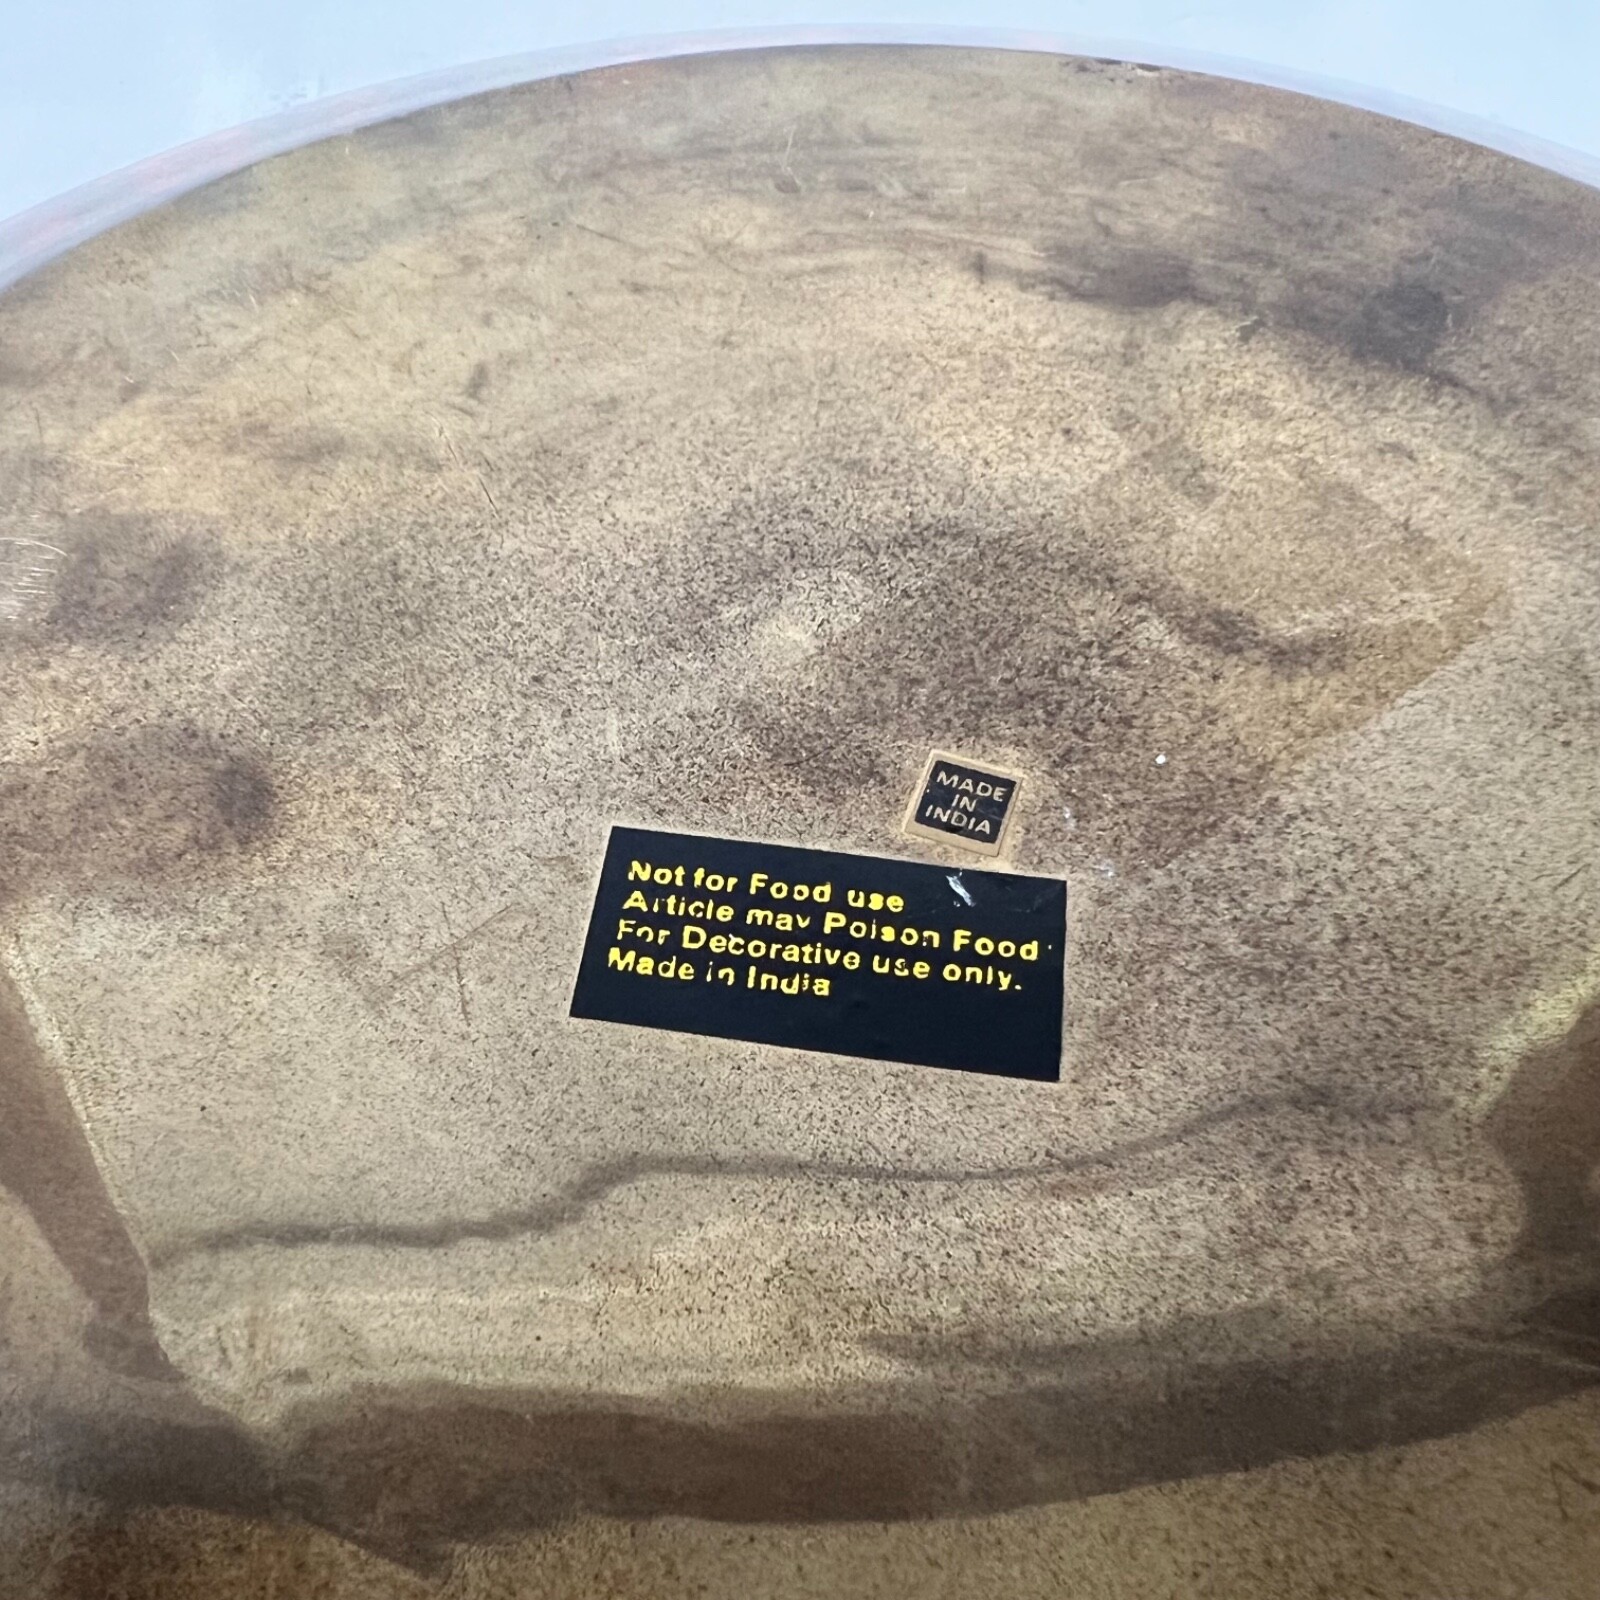 MADE
IN
INDIA
Not for Food use
Article may Poison Food
For Decorative use only.
Made in India